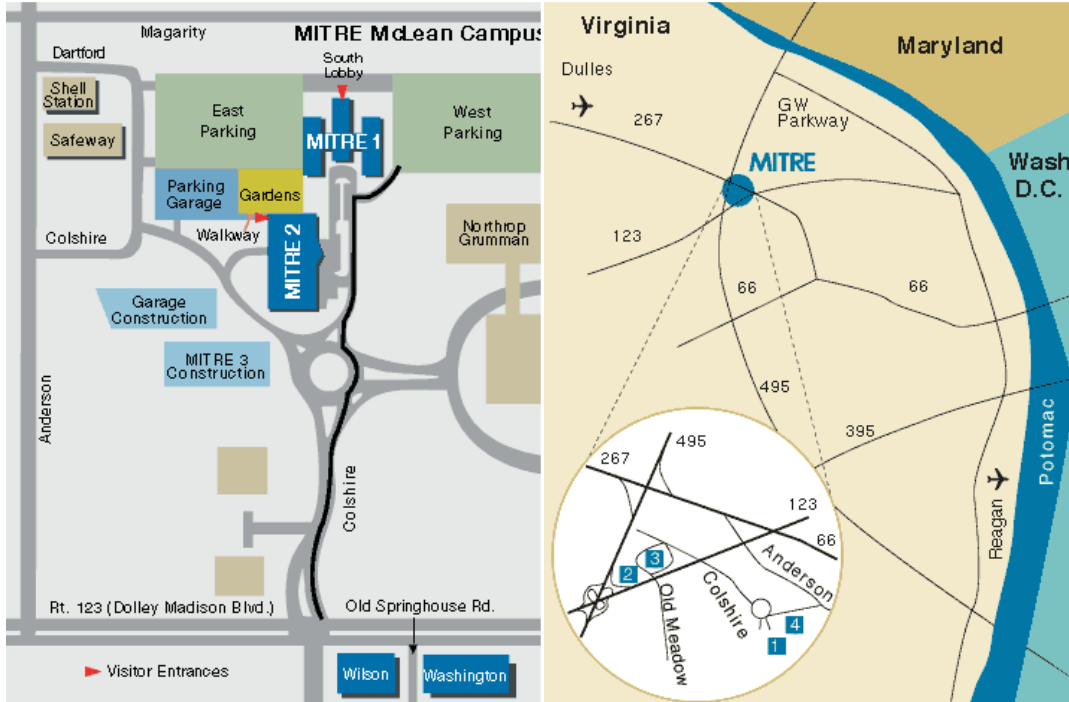 Magarity
MITRE McLean Campus
Dartford
South
Lobby
Shell
Station
Safeway
East
Parking
MITRE 1
West
Parking
Parking
Garage
Gardens
Walkway
MITRE 2
Colshire
Northrop
Grumman
Garage
Construction
MITRE 3
Construction
Anderson
Colshire
Rt. 123 (Dolley Madison Blvd.)
Old Springhouse Rd.
Visitor Entrances
Wilson
Washington
Virginia
Maryland
Dulles
GW
Parkway
267
MITRE
Wash
D.C.
123
66
66
495
395
Potomac
Reagan
495
267
123
66
Anderson
3
2
Colshire
Old Meadow
4
1